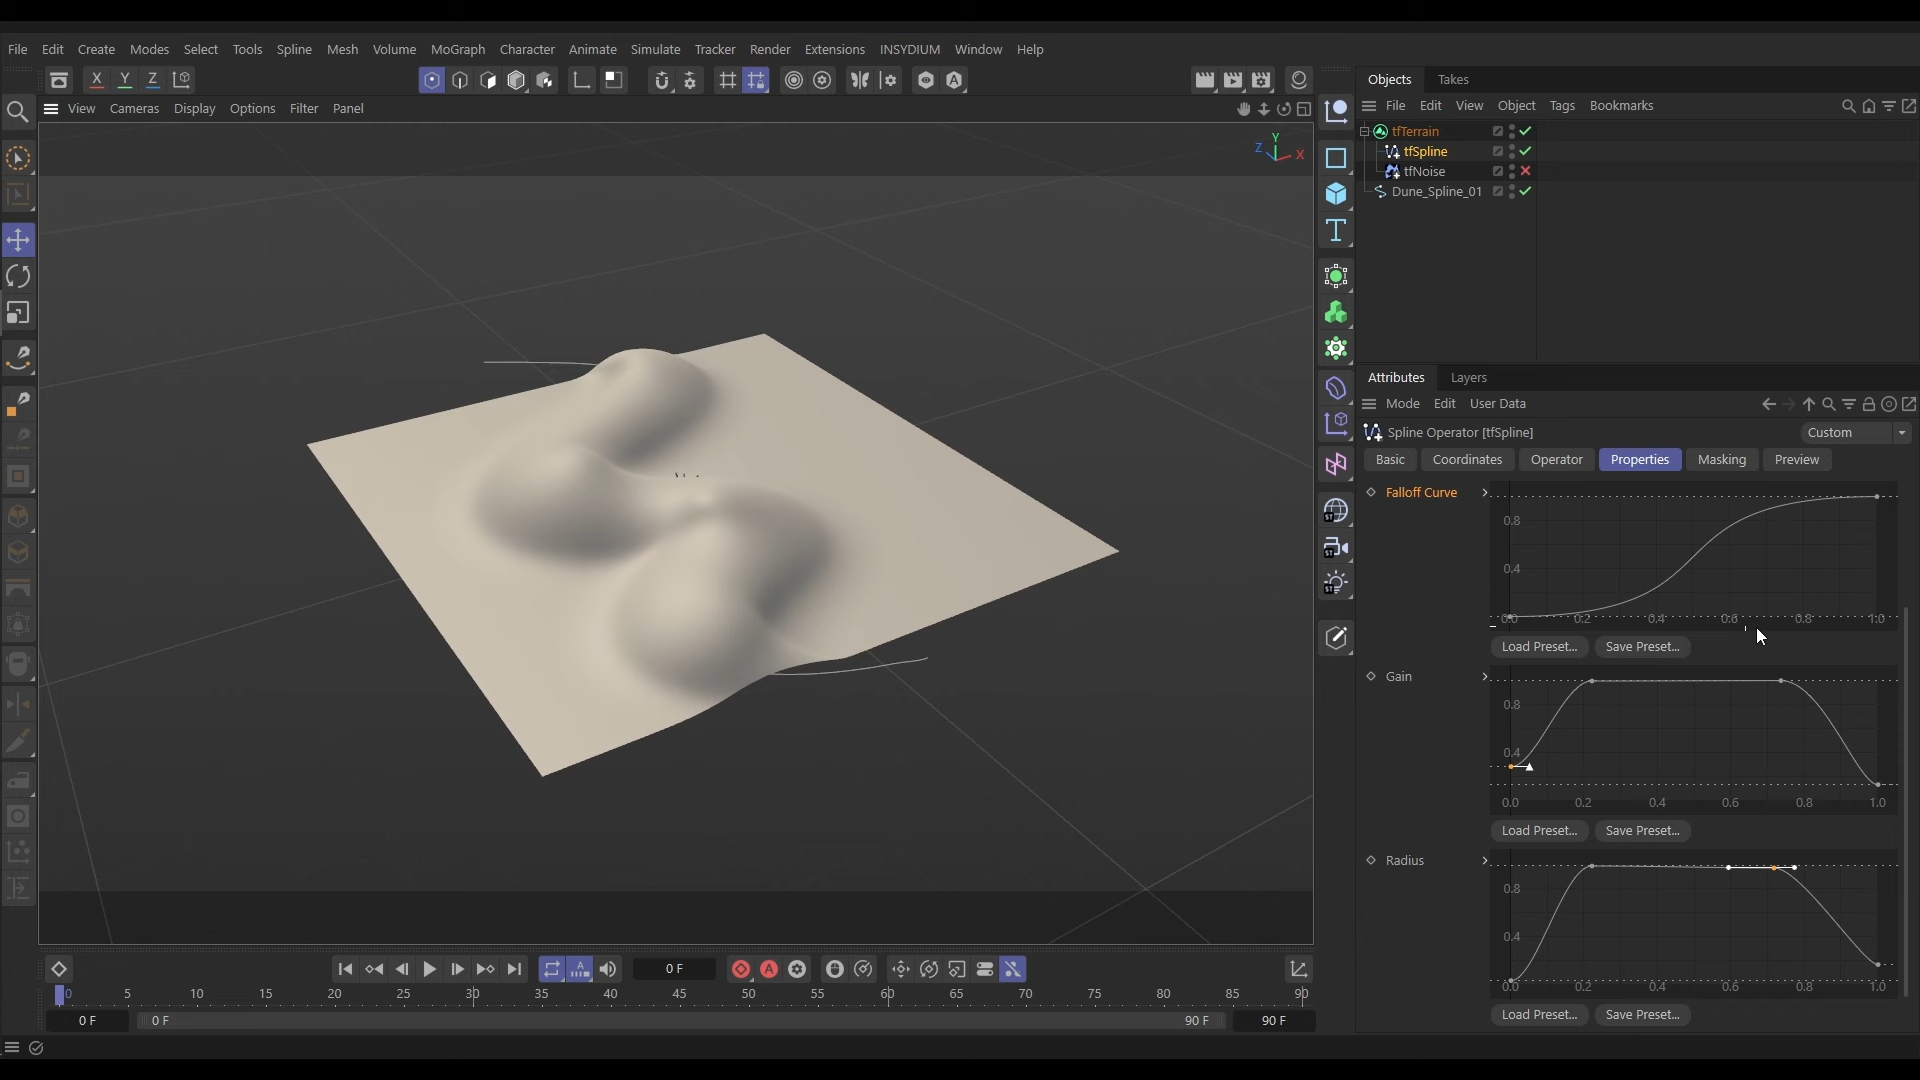 File Edit Create Modes Select Tools Spline Mesh Volume MoGraph Character Animate Simulate Tracker Render Extensions INSYDIUM Window Help
X Y Z
View Cameras Display Options Filter Panel
Y
Z X
Objects Takes
File Edit View Object Tags Bookmarks
tfTerrain
tfSpline
tfNoise
Dune_Spline_01
Attributes Layers
Mode Edit User Data
Spline Operator [tfSpline] Custom
Basic Coordinates Operator Properties Masking Preview
Falloff Curve
0.8
0.4
0.0 0.2 0.4 0.6 0.8 1.0
Load Preset... Save Preset...
Gain
0.8
0.4
0.0 0.2 0.4 0.6 0.8 1.0
Load Preset... Save Preset...
Radius
0.8
0.4
0.0 0.2 0.4 0.6 0.8 1.0
Load Preset... Save Preset...
0 F
0 5 10 15 20 25 30 35 40 45 50 55 60 65 70 75 80 85 90
0 F 0 F 90 F 90 F